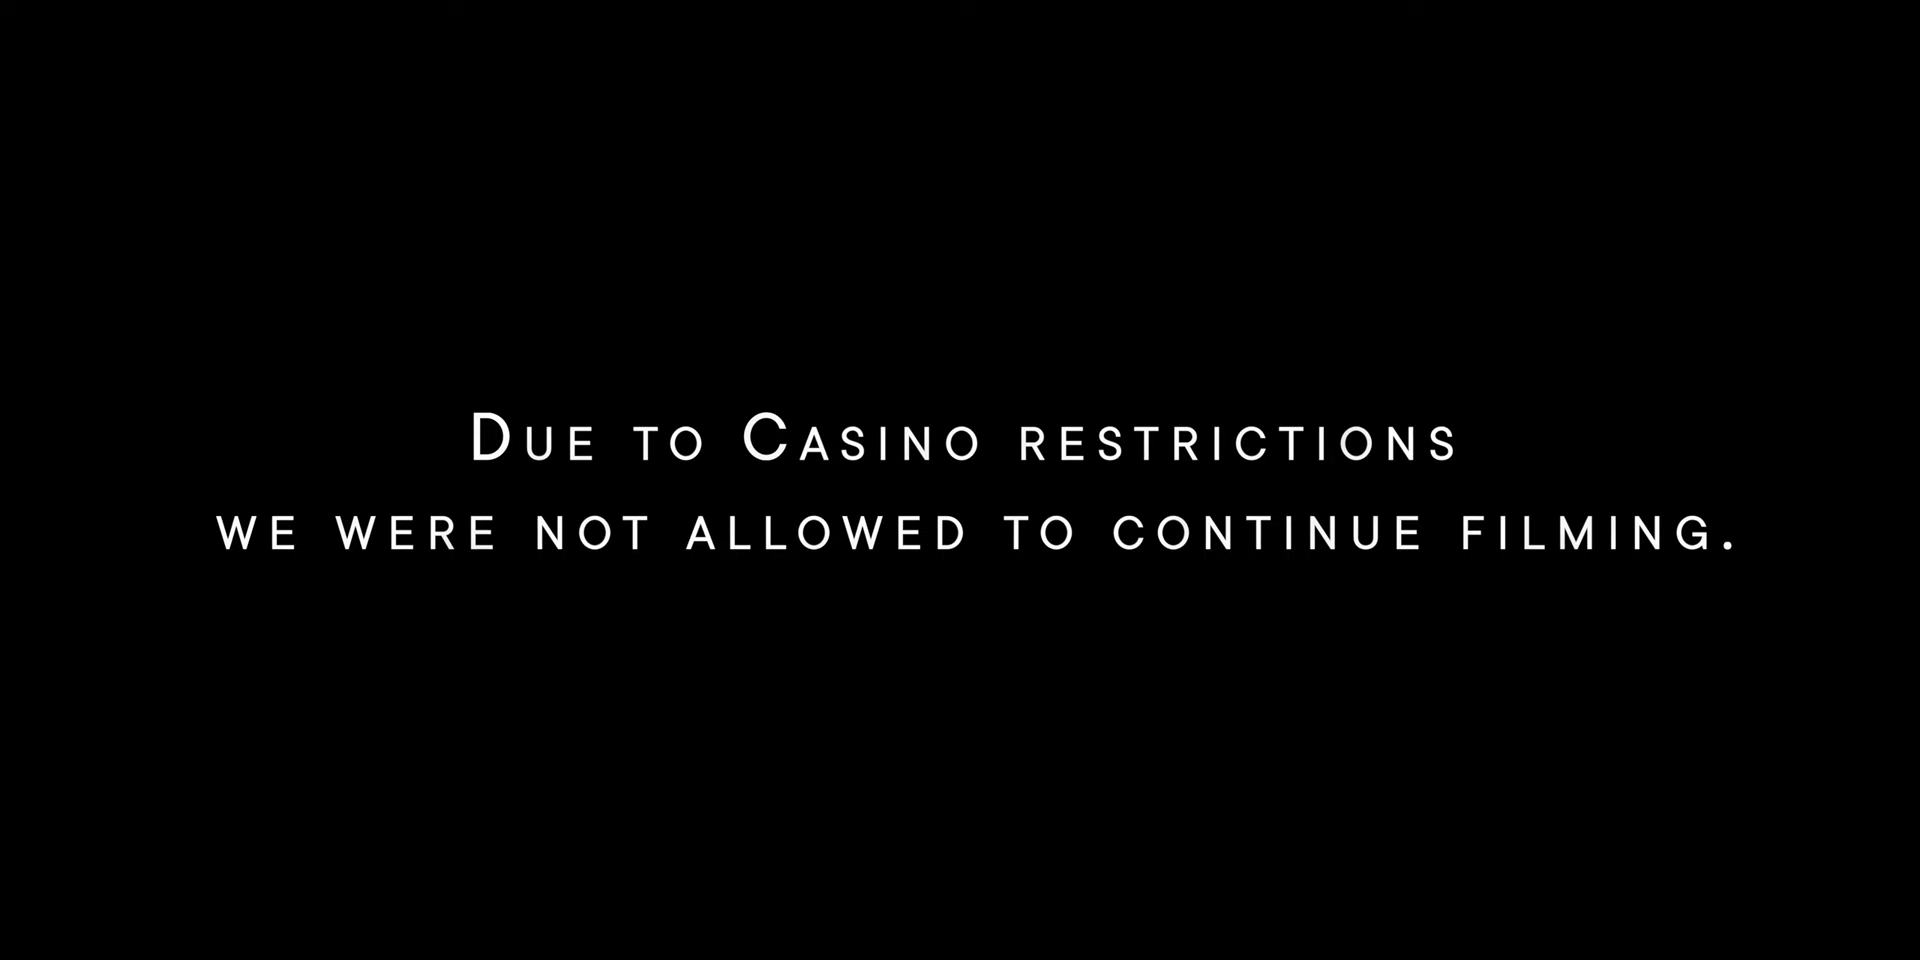 Due to Casino restrictions
we were not allowed to continue filming.